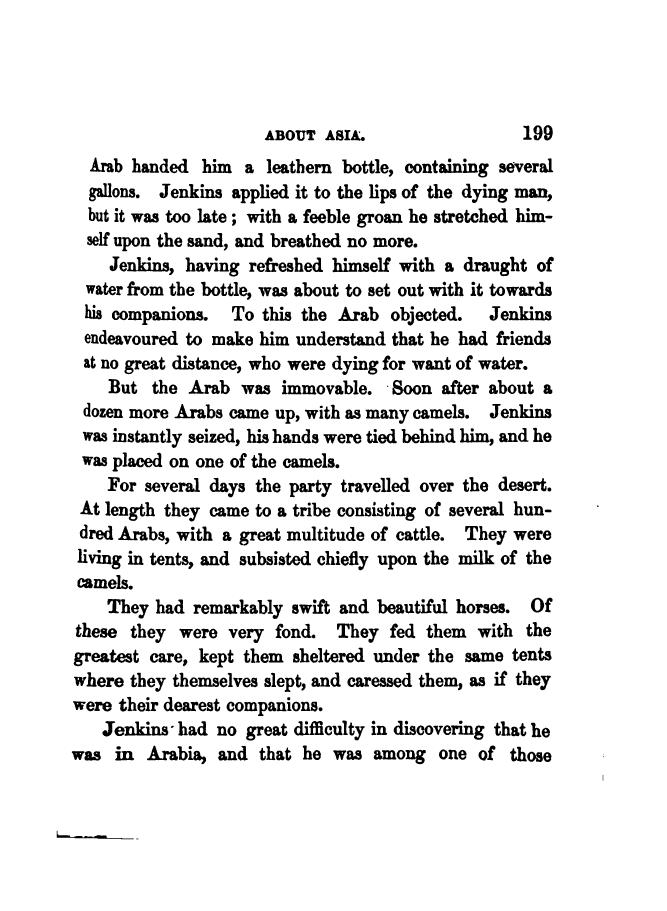 ABOUT ASIA. 199
Arab handed him a leathern bottle, containing several
gallons. Jenkins applied it to the lips of the dying man,
but it was too late; with a feeble groan he stretched him-
self upon the sand, and breathed no more.
Jenkins, having refreshed himself with a draught of
water from the bottle, was about to set out with it towards
his companions. To this the Arab objected. Jenkins
endeavoured to make him understand that he had friends
at no great distance, who were dying for want of water.
But the Arab was immovable. Soon after about a
dozen more Arabs came up, with as many camels. Jenkins
was instantly seized, his hands were tied behind him, and he
was placed on one of the camels.
For several days the party travelled over the desert.
At length they came to a tribe consisting of several hun-
dred Arabs, with a great multitude of cattle. They were
living in tents, and subsisted chiefly upon the milk of the
camels.
They had remarkably swift and beautiful horses. Of
these they were very fond. They fed them with the
greatest care, kept them sheltered under the same tents
where they themselves slept, and caressed them, as if they
were their dearest companions.
Jenkins had no great difficulty in discovering that he
was in Arabia, and that he was among one of those